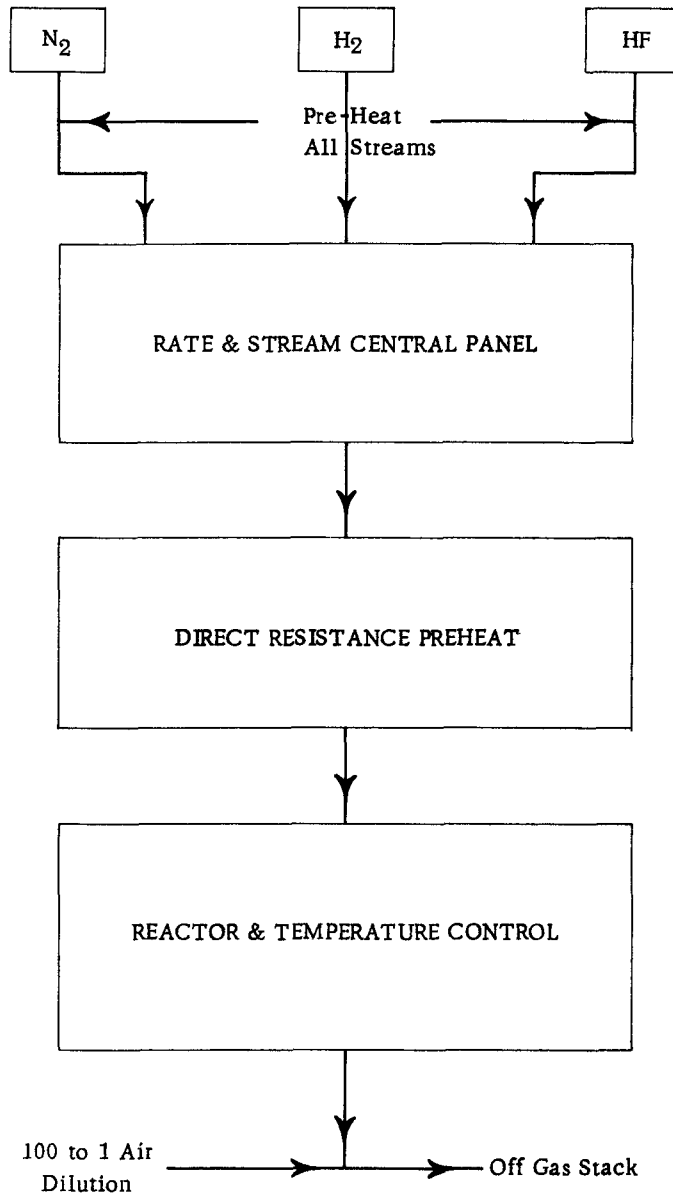 N2
H2
HF
Pre-Heat
All Streams
RATE & STREAM CENTRAL PANEL
DIRECT RESISTANCE PREHEAT
REACTOR & TEMPERATURE CONTROL
100 to 1 Air
Dilution
Off Gas Stack